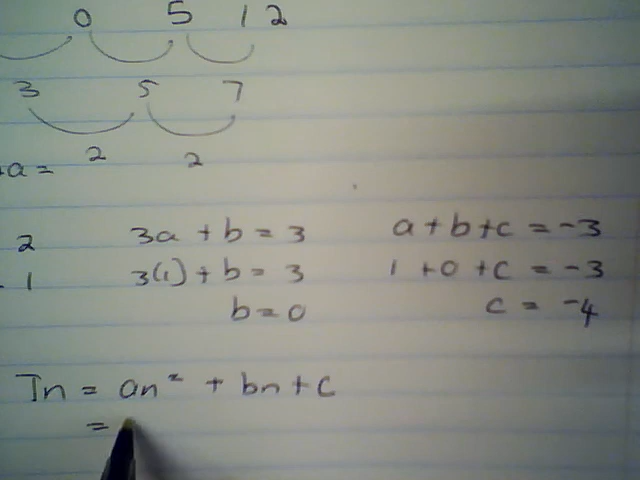 0 5 12
3 5 7
2 2
a =
2 3a + b = 3 a + b + c = -3
1 3(1) + b = 3 1 + 0 + c = -3
b = 0 c = -4
Tn = an² + bn + c
=